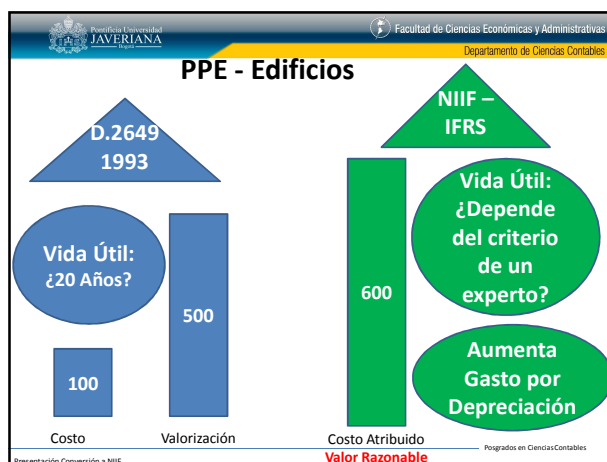 Pontificia Universidad
JAVERIANA
Bogotá
Facultad de Ciencias Económicas y Administrativas
Departamento de Ciencias Contables
PPE - Edificios
D.2649
1993
NIIF –
IFRS
Vida Útil:
¿20 Años?
500
100
600
Vida Útil:
¿Depende
del criterio
de un
experto?
Aumenta
Gasto por
Depreciación
Costo
Valorización
Costo Atribuido
Valor Razonable
Posgrados en Ciencias Contables
Presentación Conversión a NIIF